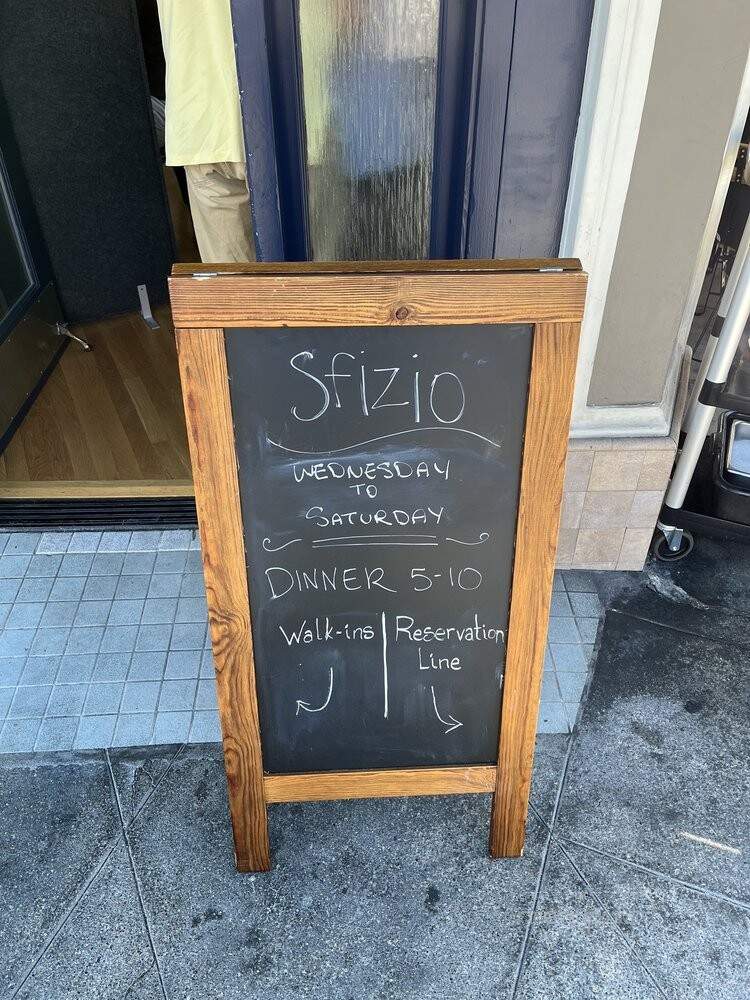 Sfizio
WEDNESDAY
TO
SATURDAY
DINNER 5-10
Walk-ins
Reservation
Line